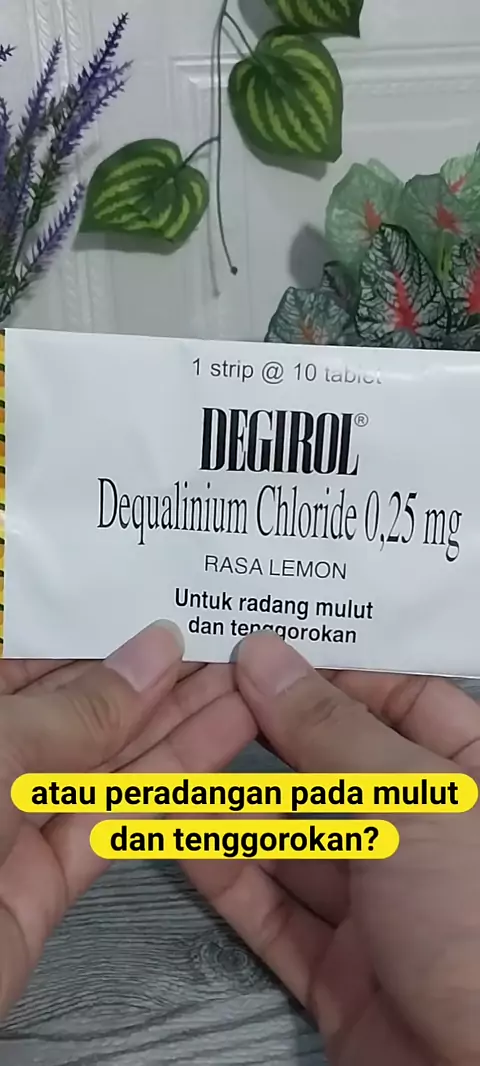 1 strip @ 10 tablet
DEGIROL®
Dequalinium Chloride 0,25 mg
RASA LEMON
Untuk radang mulut
dan tenggorokan
atau peradangan pada mulut
dan tenggorokan?